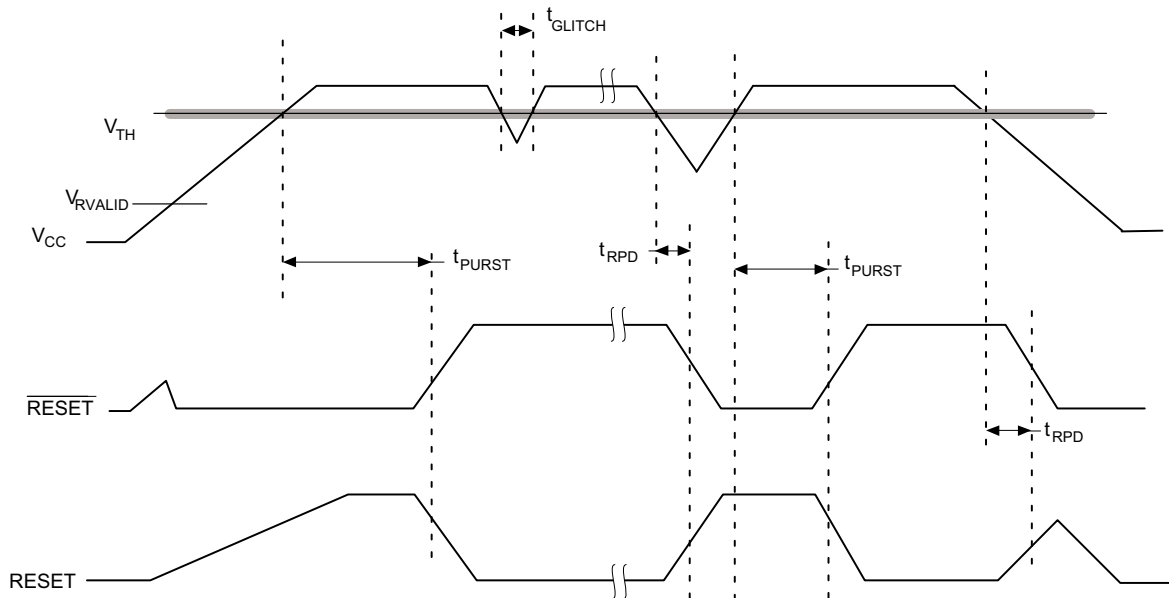 tGLITCH
VTH
VRVALID
VCC
tPURST
tRPD
tPURST
RESET
tRPD
RESET